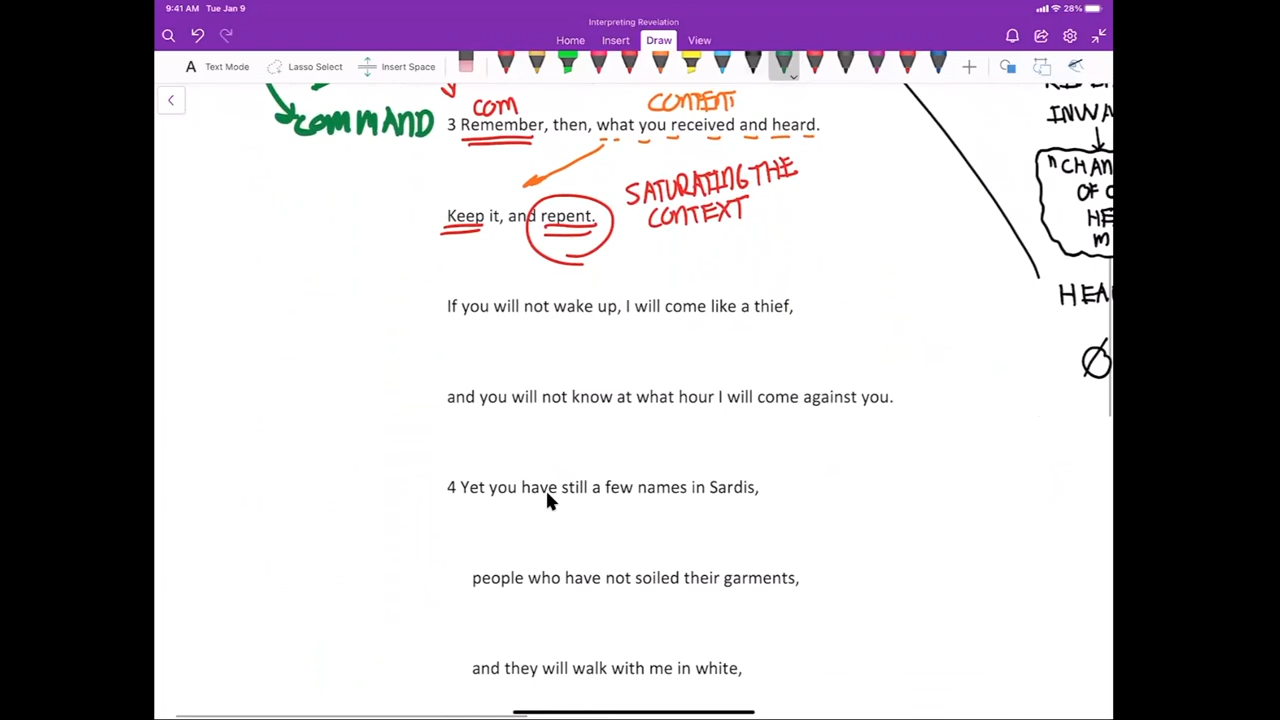 9:41 AM Tue Jan 9
28%
Interpreting Revelation
Home Insert Draw View
A Text Mode Lasso Select Insert Space
COMMAND
COM
CONTENT
3 Remember, then, what you received and heard.
SATURATING THE
CONTEXT
Keep it, and repent.
If you will not wake up, I will come like a thief,
and you will not know at what hour I will come against you.
4 Yet you have still a few names in Sardis,
people who have not soiled their garments,
and they will walk with me in white,
INWA
"CHAN
OF
HE
M
HEA
Ø